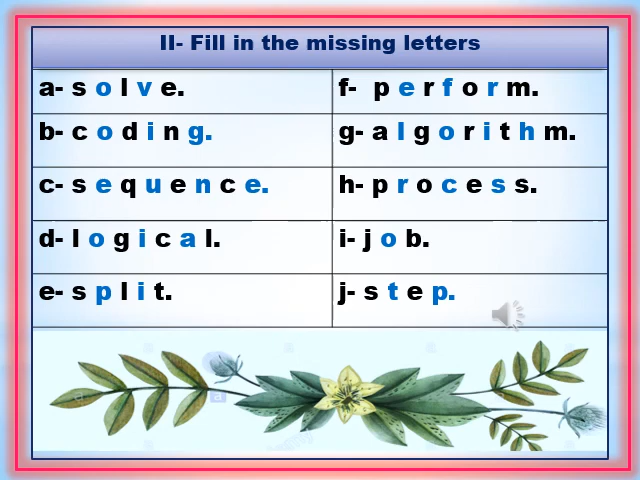 II- Fill in the missing letters
a- s o l v e.
f- p e r f o r m.
b- c o d i n g.
g- a l g o r i t h m.
c- s e q u e n c e.
h- p r o c e s s.
d- l o g i c a l.
i- j o b.
e- s p l i t.
j- s t e p.